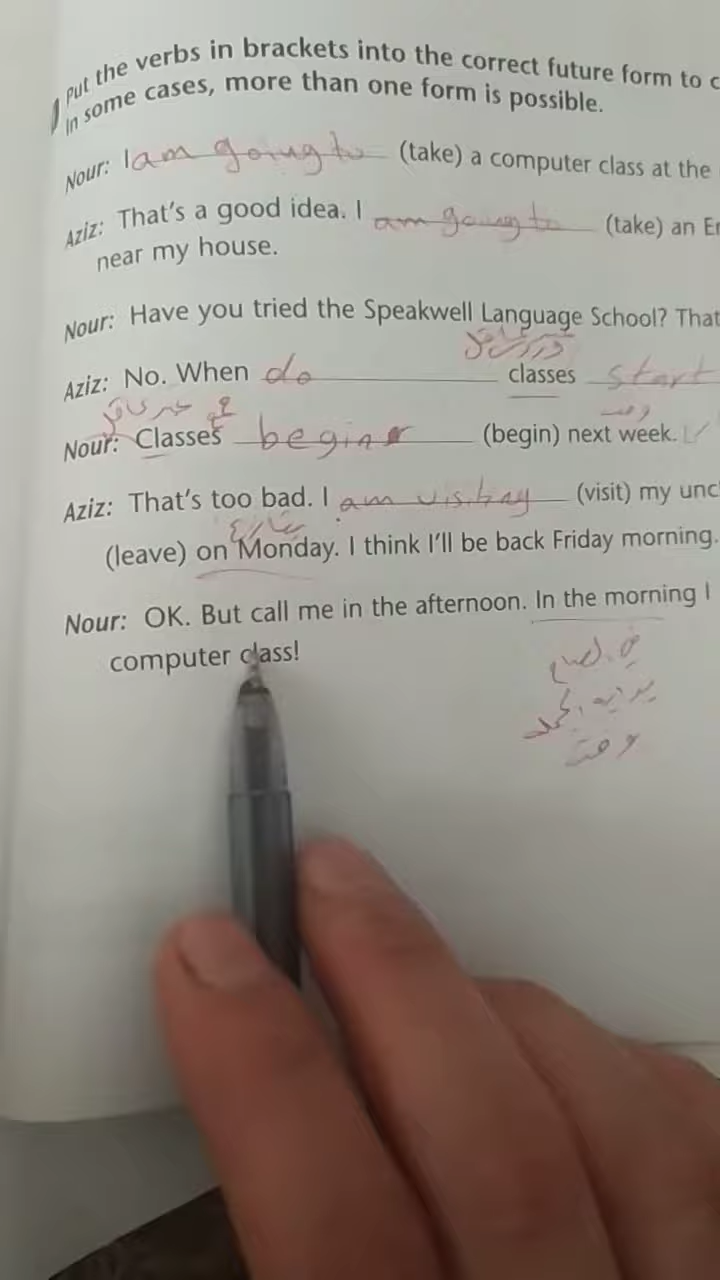 Put the verbs in brackets into the correct future form to c
In some cases, more than one form is possible.
Nour: I am going to (take) a computer class at the
Aziz: That's a good idea. I am going to (take) an Er
near my house.
Nour: Have you tried the Speakwell Language School? That
Aziz: No. When do classes start
Nour: Classes begin (begin) next week.
Aziz: That's too bad. I am visiting (visit) my unc
(leave) on Monday. I think I'll be back Friday morning.
Nour: OK. But call me in the afternoon. In the morning I
computer class!